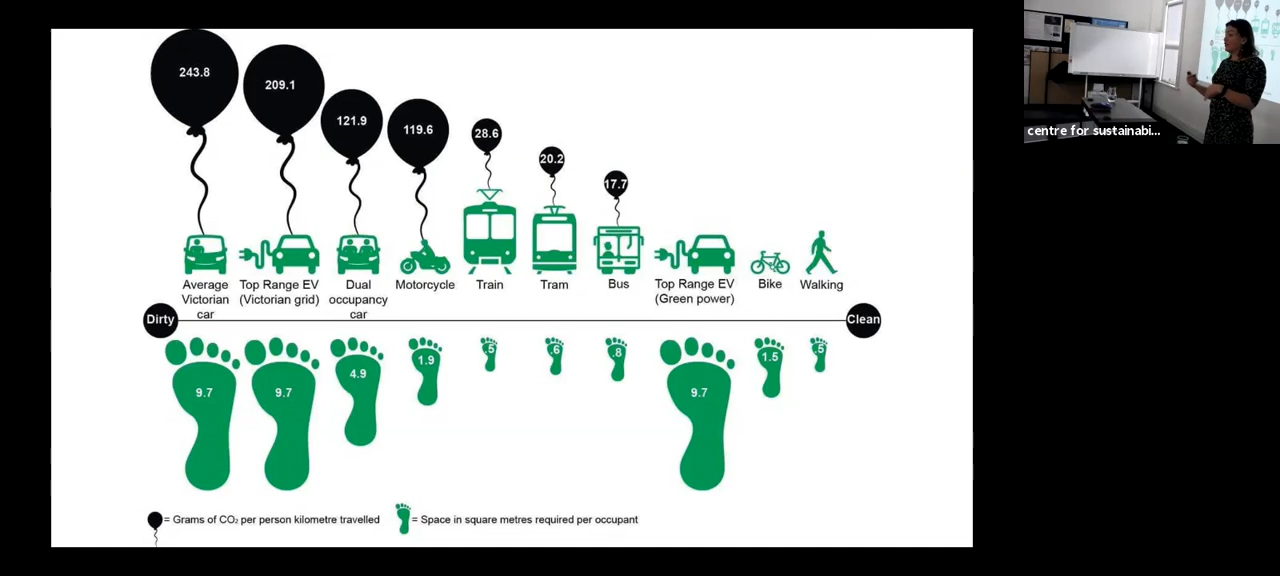 243.8
209.1
121.9
119.6
28.6
20.2
17.7
centre for sustainabi...
Average
Victorian
car
Top Range EV
(Victorian grid)
Dual
occupancy
car
Motorcycle
Train
Tram
Bus
Top Range EV
(Green power)
Bike
Walking
Dirty
Clean
9.7
9.7
4.9
1.9
.5
.6
.8
9.7
1.5
.5
= Grams of CO₂ per person kilometre travelled
= Space in square metres required per occupant